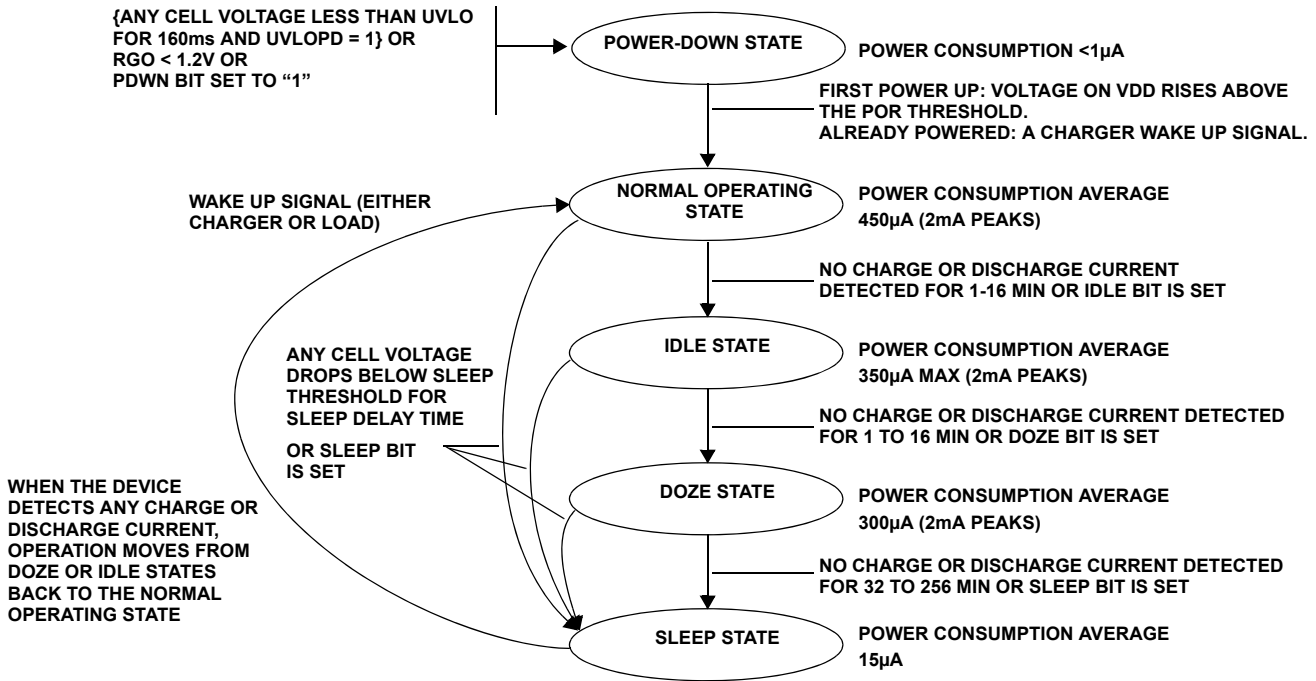 {ANY CELL VOLTAGE LESS THAN UVLO
FOR 160ms AND UVLOPD = 1} OR
RGO < 1.2V OR
PDWN BIT SET TO “1”
POWER-DOWN STATE
POWER CONSUMPTION <1µA
FIRST POWER UP: VOLTAGE ON VDD RISES ABOVE
THE POR THRESHOLD.
ALREADY POWERED: A CHARGER WAKE UP SIGNAL.
WAKE UP SIGNAL (EITHER
CHARGER OR LOAD)
NORMAL OPERATING
STATE
POWER CONSUMPTION AVERAGE
450µA (2mA PEAKS)
NO CHARGE OR DISCHARGE CURRENT
DETECTED FOR 1-16 MIN OR IDLE BIT IS SET
IDLE STATE
POWER CONSUMPTION AVERAGE
350µA MAX (2mA PEAKS)
ANY CELL VOLTAGE
DROPS BELOW SLEEP
THRESHOLD FOR
SLEEP DELAY TIME
OR SLEEP BIT
IS SET
NO CHARGE OR DISCHARGE CURRENT DETECTED
FOR 1 TO 16 MIN OR DOZE BIT IS SET
DOZE STATE
POWER CONSUMPTION AVERAGE
300µA (2mA PEAKS)
WHEN THE DEVICE
DETECTS ANY CHARGE OR
DISCHARGE CURRENT,
OPERATION MOVES FROM
DOZE OR IDLE STATES
BACK TO THE NORMAL
OPERATING STATE
NO CHARGE OR DISCHARGE CURRENT DETECTED
FOR 32 TO 256 MIN OR SLEEP BIT IS SET
SLEEP STATE
POWER CONSUMPTION AVERAGE
15µA